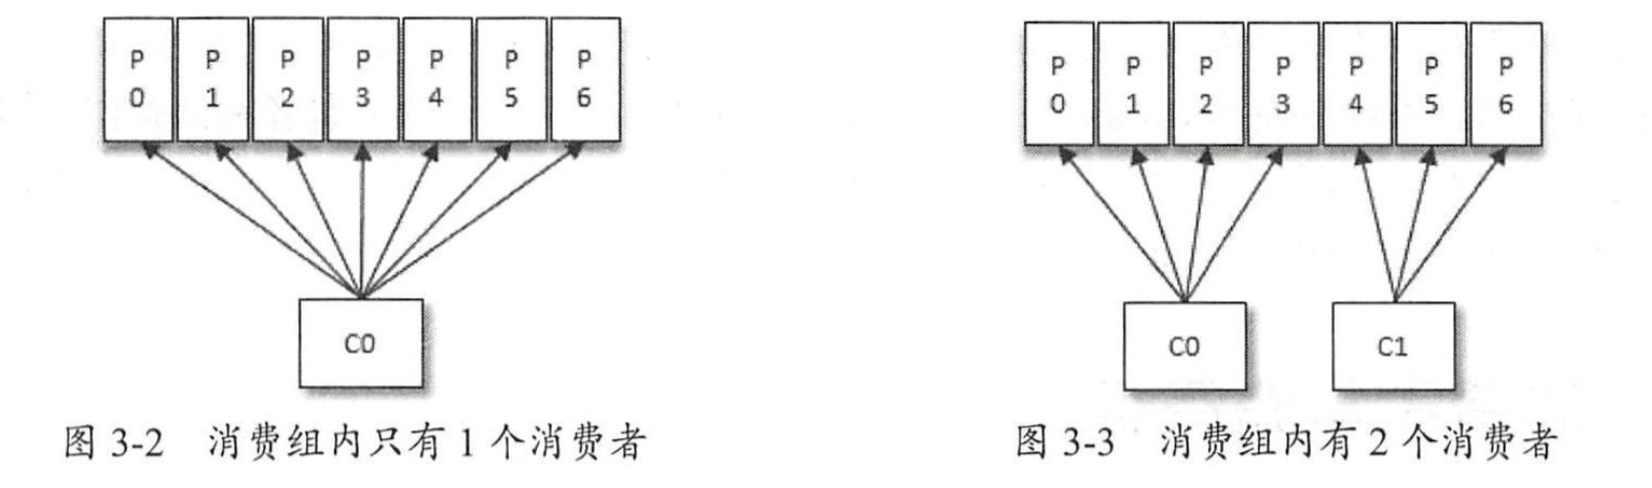 P 0 P 1 P 2 P 3 P 4 P 5 P 6
C0
图 3-2 消费组内只有 1 个消费者
P 0 P 1 P 2 P 3 P 4 P 5 P 6
C0 C1
图 3-3 消费组内有 2 个消费者